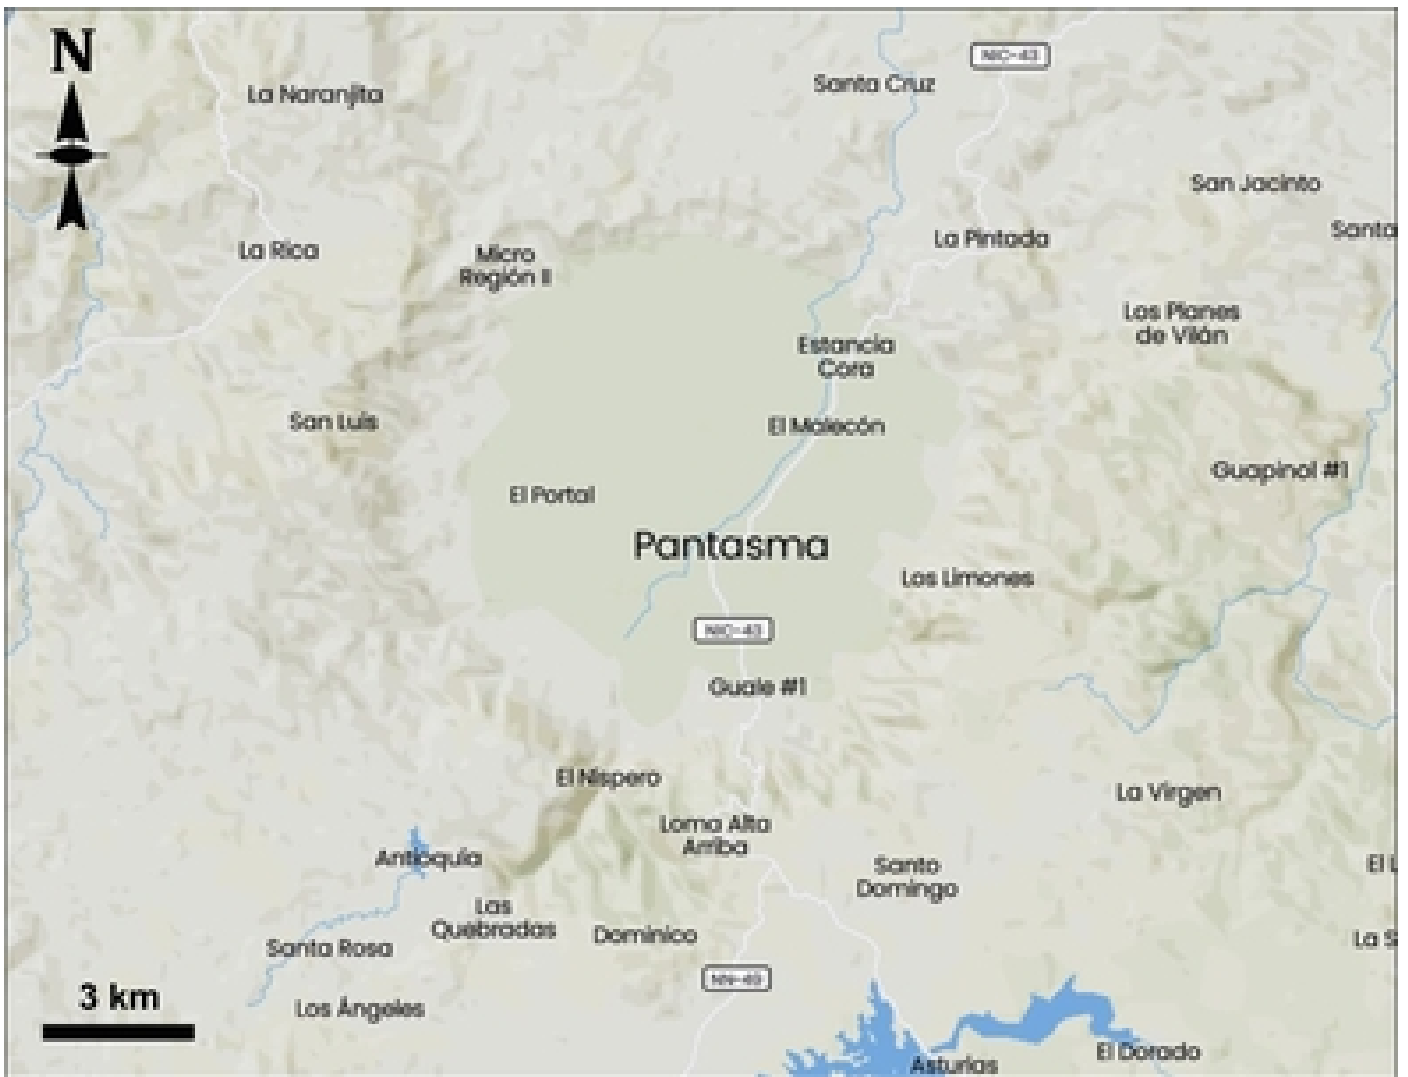 N
NIC-43
La Naranjita
Santa Cruz
San Jacinto
Santa
La Pintada
La Rica
Micro
Región II
Los Planes
de Vilán
Estancia
Cora
San Luis
El Malecón
Guapinol #1
El Portal
Pantasma
Los Limones
NIC-43
Guale #1
El Níspero
La Virgen
Loma Alta
Arriba
Antioquía
Santo
Domingo
El L
Las
Quebradas
Dominico
La S
Santa Rosa
3 km
Los Ángeles
El Dorado
Asturias